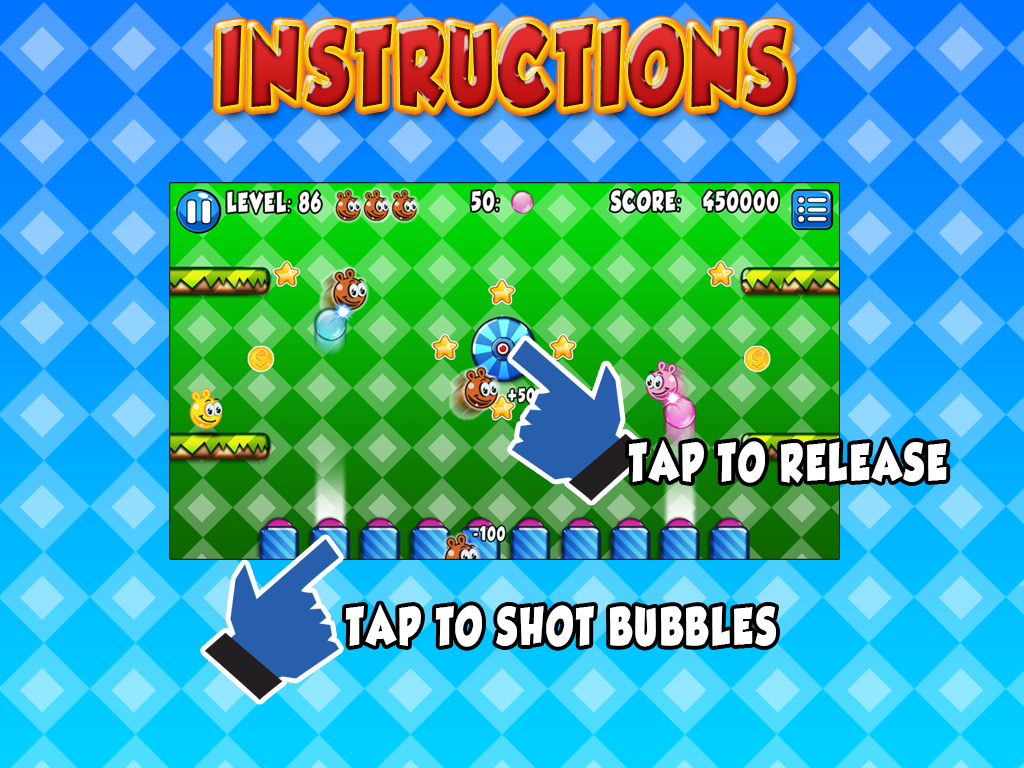 INSTRUCTIONS
LEVEL: 86
50:
SCORE: 450000
+50
TAP TO RELEASE
-100
TAP TO SHOT BUBBLES